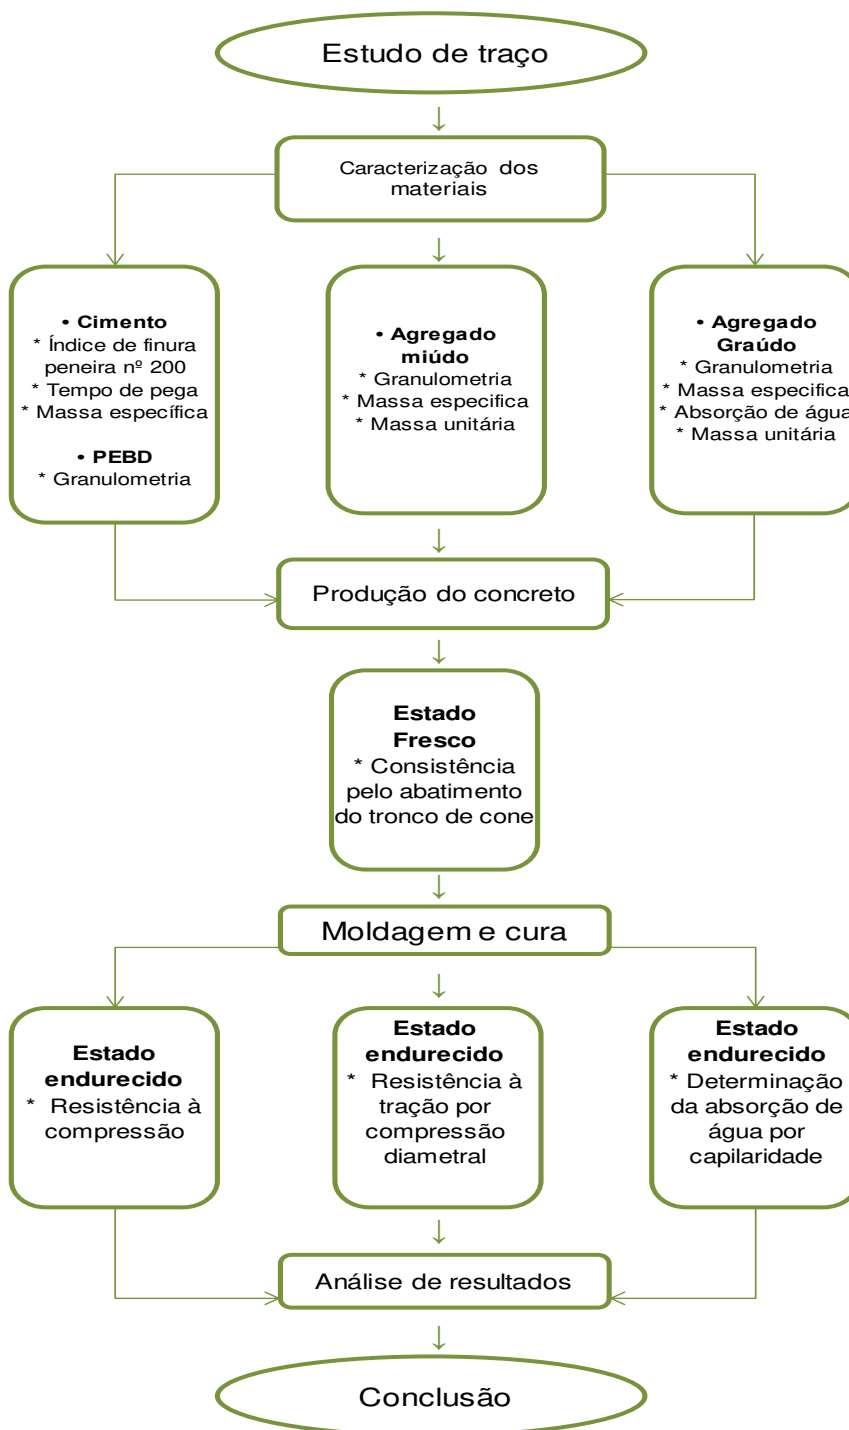 Estudo de traço
Caracterização dos
materiais
• Cimento
* Índice de finura
peneira nº 200
* Tempo de pega
* Massa específica
• PEBD
* Granulometria
• Agregado
miúdo
* Granulometria
* Massa especifica
* Massa unitária
• Agregado
Graúdo
* Granulometria
* Massa especifica
* Absorção de água
* Massa unitária
Produção do concreto
Estado
Fresco
* Consistência
pelo abatimento
do tronco de cone
Moldagem e cura
Estado
endurecido
* Resistência à
compressão
Estado
endurecido
* Resistência à
tração por
compressão
diametral
Estado
endurecido
* Determinação
da absorção de
água por
capilaridade
Análise de resultados
Conclusão